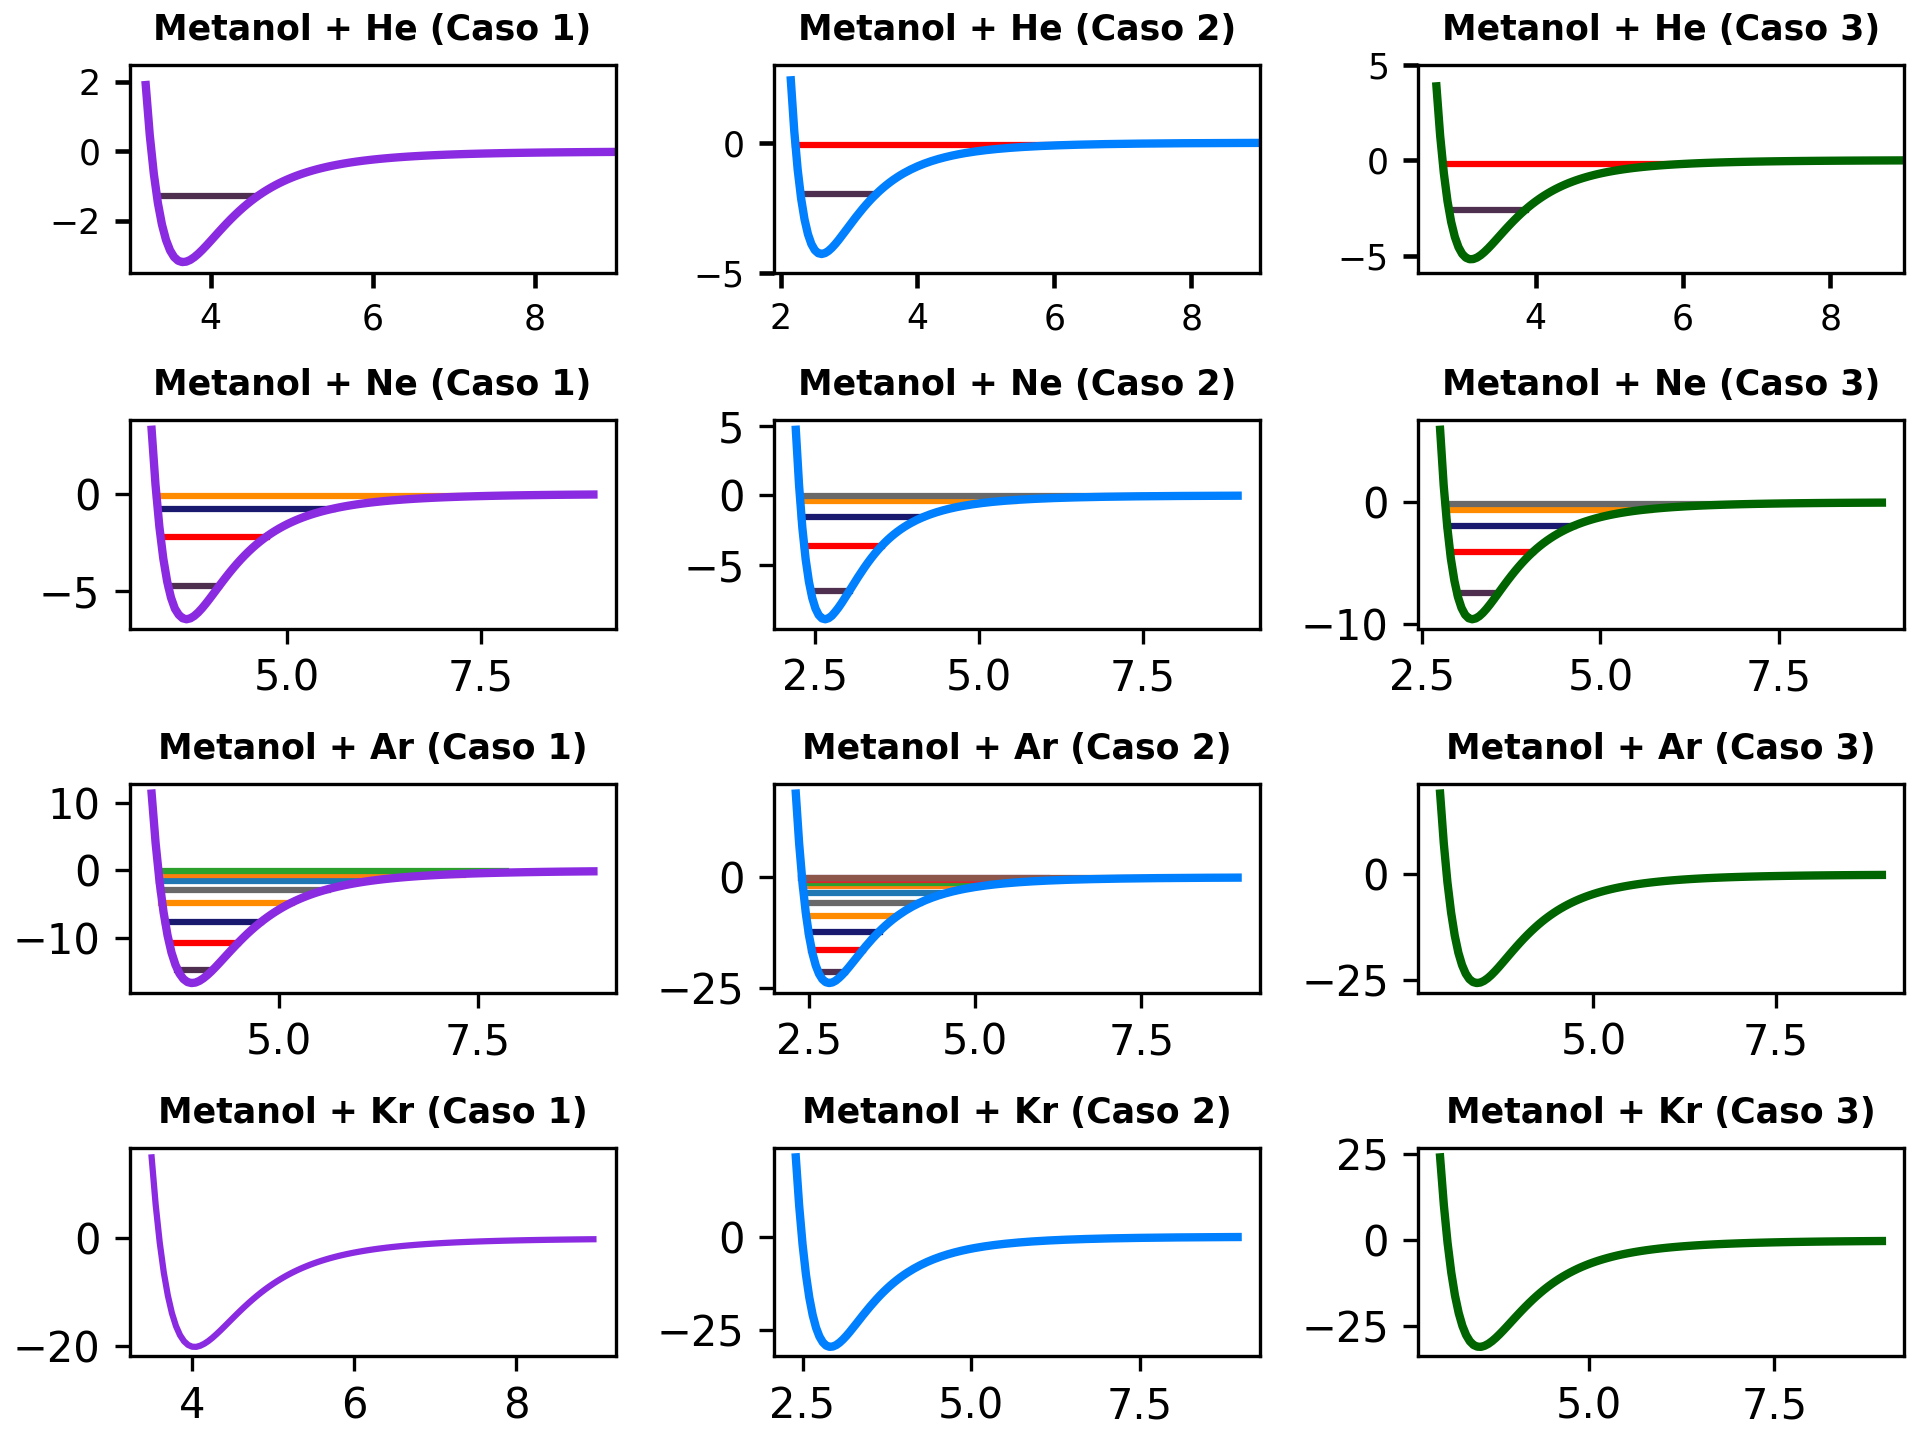 Metanol + He (Caso 1)
2
0
−2
4 6 8
Metanol + He (Caso 2)
0
−5
2 4 6 8
Metanol + He (Caso 3)
5
0
−5
4 6 8
Metanol + Ne (Caso 1)
0
−5
5.0 7.5
Metanol + Ne (Caso 2)
5
0
−5
2.5 5.0 7.5
Metanol + Ne (Caso 3)
0
−10
2.5 5.0 7.5
Metanol + Ar (Caso 1)
10
0
−10
5.0 7.5
Metanol + Ar (Caso 2)
0
−25
2.5 5.0 7.5
Metanol + Ar (Caso 3)
0
−25
5.0 7.5
Metanol + Kr (Caso 1)
0
−20
4 6 8
Metanol + Kr (Caso 2)
0
−25
2.5 5.0 7.5
Metanol + Kr (Caso 3)
25
0
−25
5.0 7.5